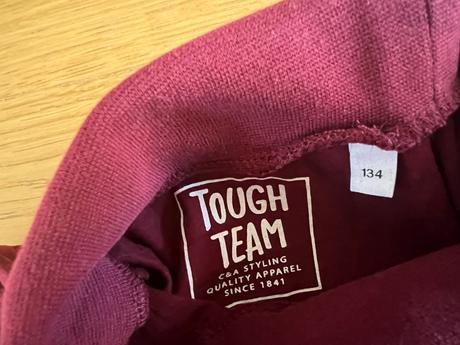 134
TOUGH
TEAM
C&A STYLING
QUALITY APPAREL
SINCE 1841